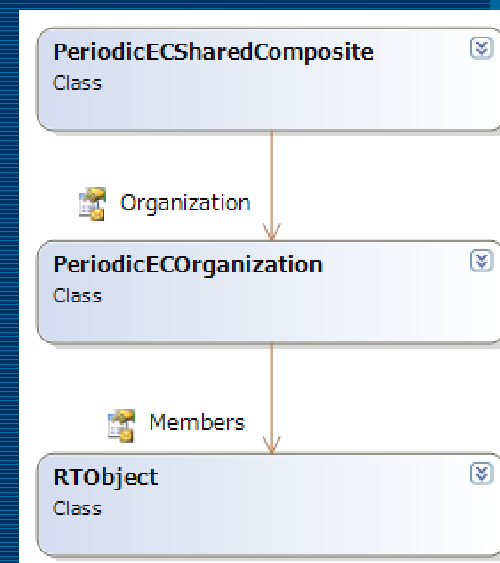 PeriodicECSharedComposite
Class
Organization
PeriodicECOrganization
Class
Members
RTObject
Class